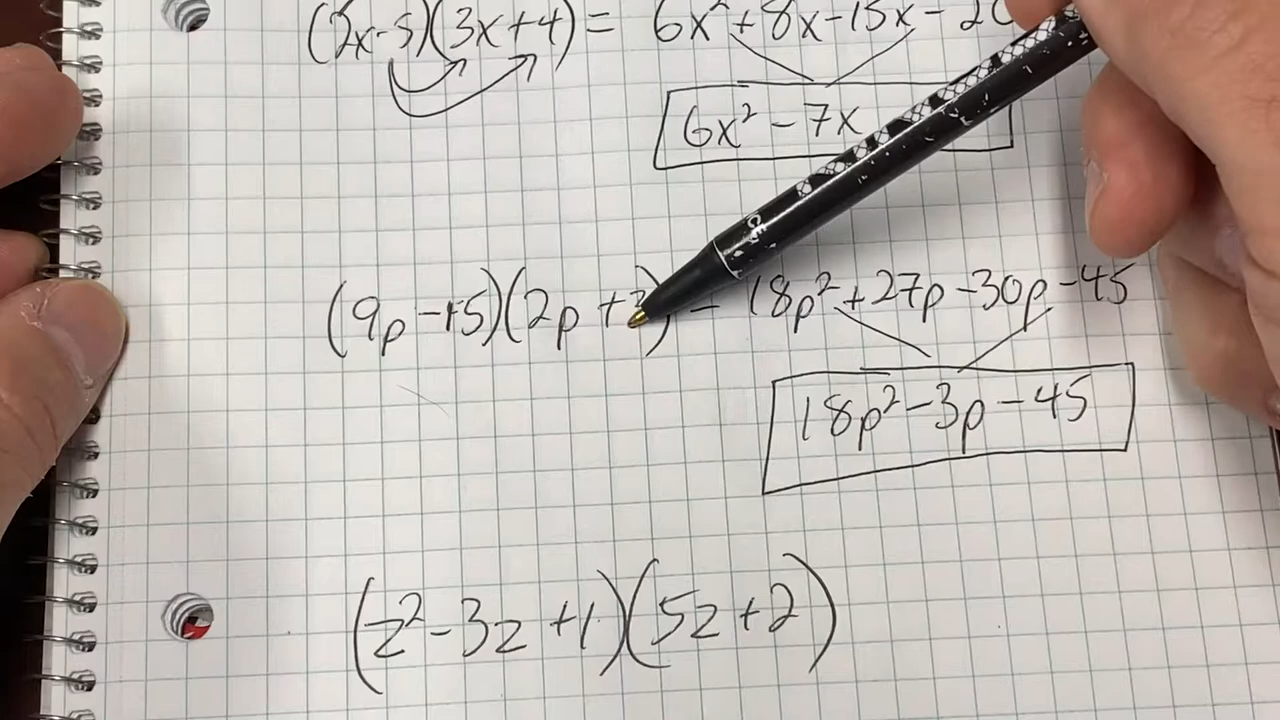 (2x-5)(3x+4) = 6x² + 8x - 15x - 20
6x² - 7x
(9p - 15)(2p + 3) = 18p² + 27p - 30p - 45
18p² - 3p - 45
(z² - 3z + 1)(5z + 2)